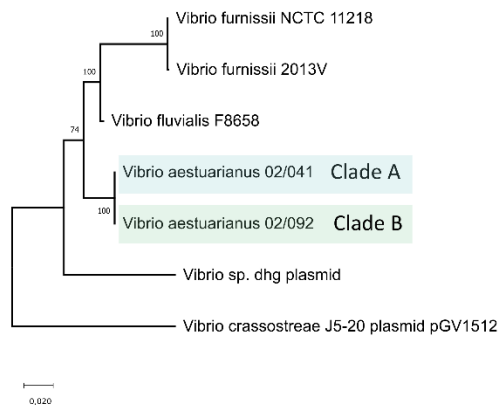 Vibrio furnissii NCTC 11218
100
Vibrio furnissii 2013V
100
Vibrio fluvialis F8658
74
Vibrio aestuarianus 02/041 Clade A
100
Vibrio aestuarianus 02/092 Clade B
Vibrio sp. dhg plasmid
Vibrio crassostreae J5-20 plasmid pGV1512
0,020